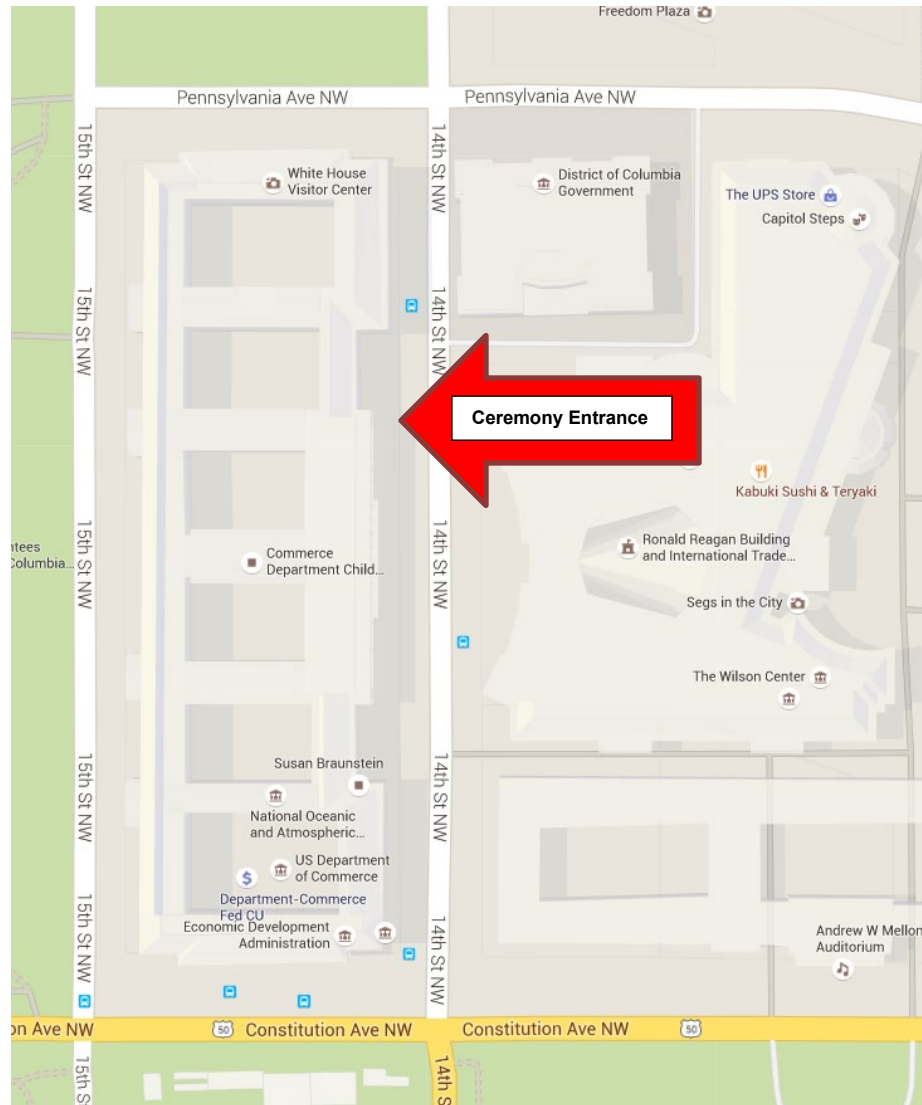 Freedom Plaza
Pennsylvania Ave NW
Pennsylvania Ave NW
15th St NW
14th St NW
White House
Visitor Center
District of Columbia
Government
The UPS Store
Capitol Steps
15th St NW
14th St NW
Ceremony Entrance
Kabuki Sushi & Teryaki
15th St NW
14th St NW
ntees
Columbia...
Commerce
Department Child...
Ronald Reagan Building
and International Trade...
Segs in the City
The Wilson Center
15th St NW
14th St NW
Susan Braunstein
National Oceanic
and Atmospheric...
US Department
of Commerce
$
Department-Commerce
Fed CU
Economic Development
Administration
15th St NW
14th St NW
Andrew W Mellon
Auditorium
on Ave NW
50
Constitution Ave NW
Constitution Ave NW
50
15th S
14th S